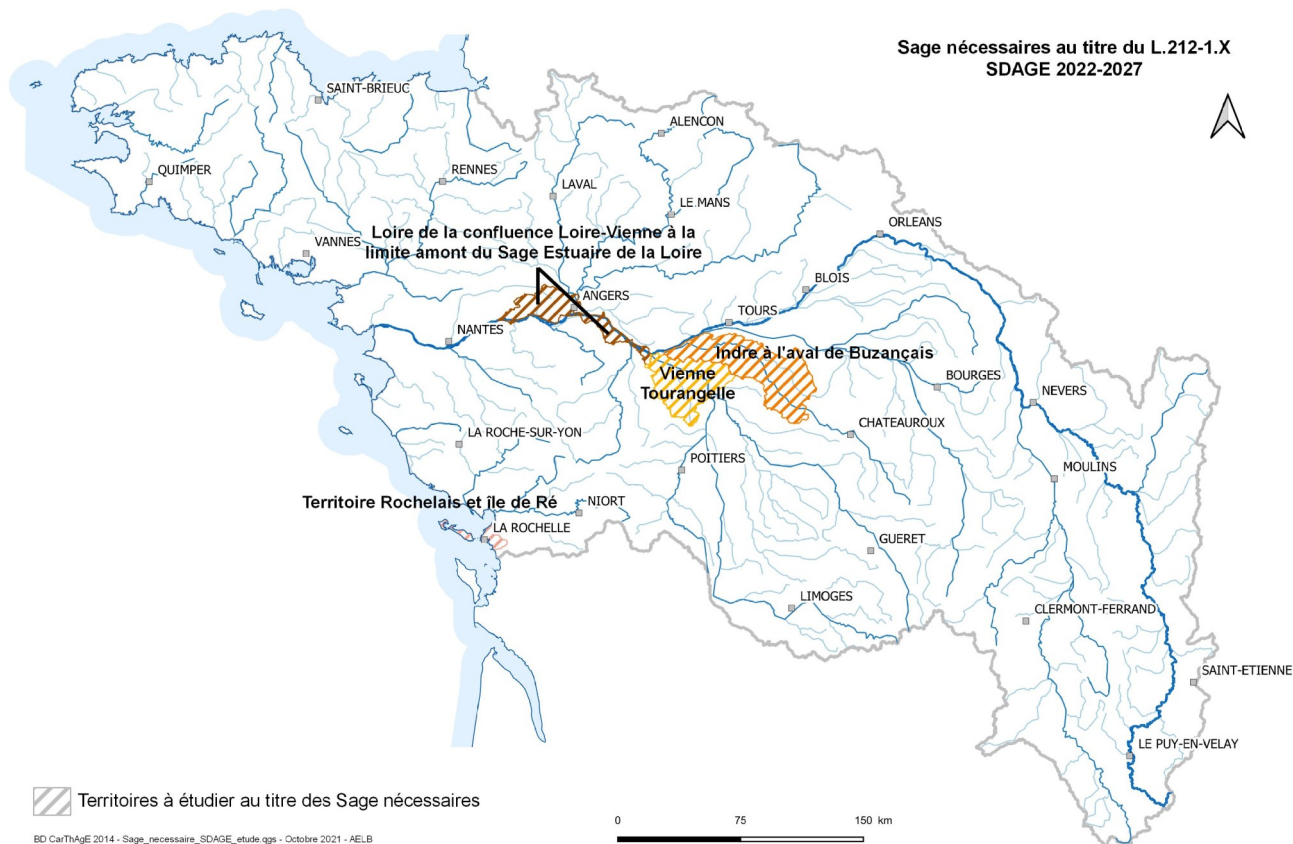 Sage nécessaires au titre du L.212-1.X
SDAGE 2022-2027
SAINT-BRIEUC
ALENCON
QUIMPER
RENNES
LAVAL
LE MANS
Loire de la confluence Loire-Vienne à la
limite amont du Sage Estuaire de la Loire
VANNES
ORLEANS
BLOIS
ANGERS
TOURS
NANTES
Indre à l'aval de Buzançais
Vienne
Tourangelle
BOURGES
NEVERS
CHATEAUROUX
LA ROCHE-SUR-YON
POITIERS
MOULINS
Territoire Rochelais et île de Ré
NIORT
LA ROCHELLE
GUERET
LIMOGES
CLERMONT-FERRAND
SAINT-ETIENNE
LE PUY-EN-VELAY
Territoires à étudier au titre des Sage nécessaires
0 75 150 km
BD CarThAgE 2014 - Sage_necessaire_SDAGE_etude.qgs - Octobre 2021 - AELB